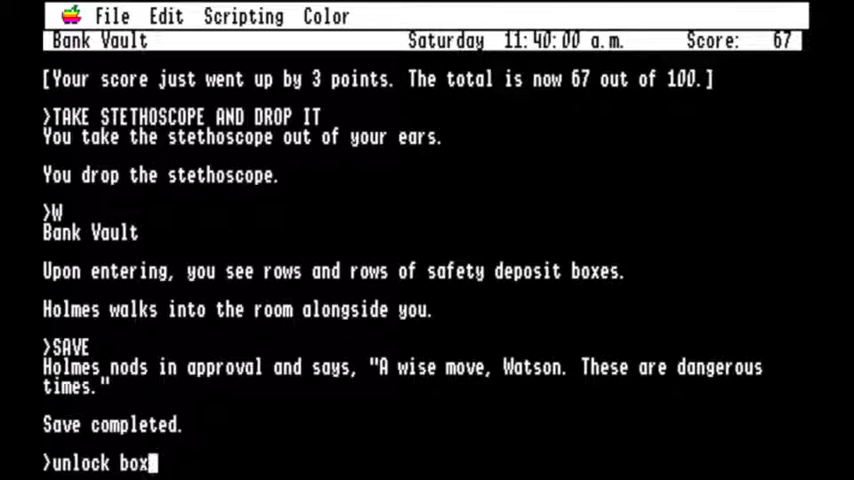 File Edit Scripting Color
Bank Vault Saturday 11:40:00 a.m. Score: 67
[Your score just went up by 3 points. The total is now 67 out of 100.]
>TAKE STETHOSCOPE AND DROP IT
You take the stethoscope out of your ears.
You drop the stethoscope.
>W
Bank Vault
Upon entering, you see rows and rows of safety deposit boxes.
Holmes walks into the room alongside you.
>SAVE
Holmes nods in approval and says, "A wise move, Watson. These are dangerous
times."
Save completed.
>unlock box